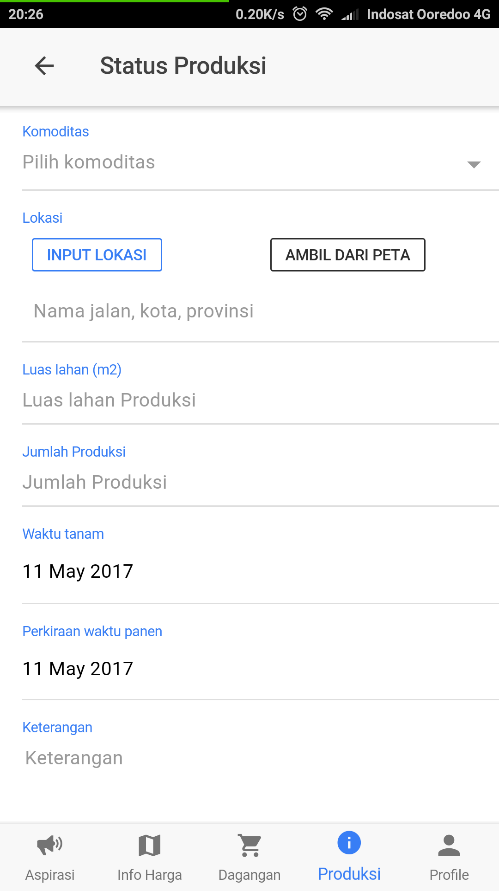 20:26 0.20K/s Indosat Ooredoo 4G
Status Produksi
Komoditas
Pilih komoditas
Lokasi
INPUT LOKASI AMBIL DARI PETA
Nama jalan, kota, provinsi
Luas lahan (m2)
Luas lahan Produksi
Jumlah Produksi
Jumlah Produksi
Waktu tanam
11 May 2017
Perkiraan waktu panen
11 May 2017
Keterangan
Keterangan
Aspirasi Info Harga Dagangan Produksi Profile